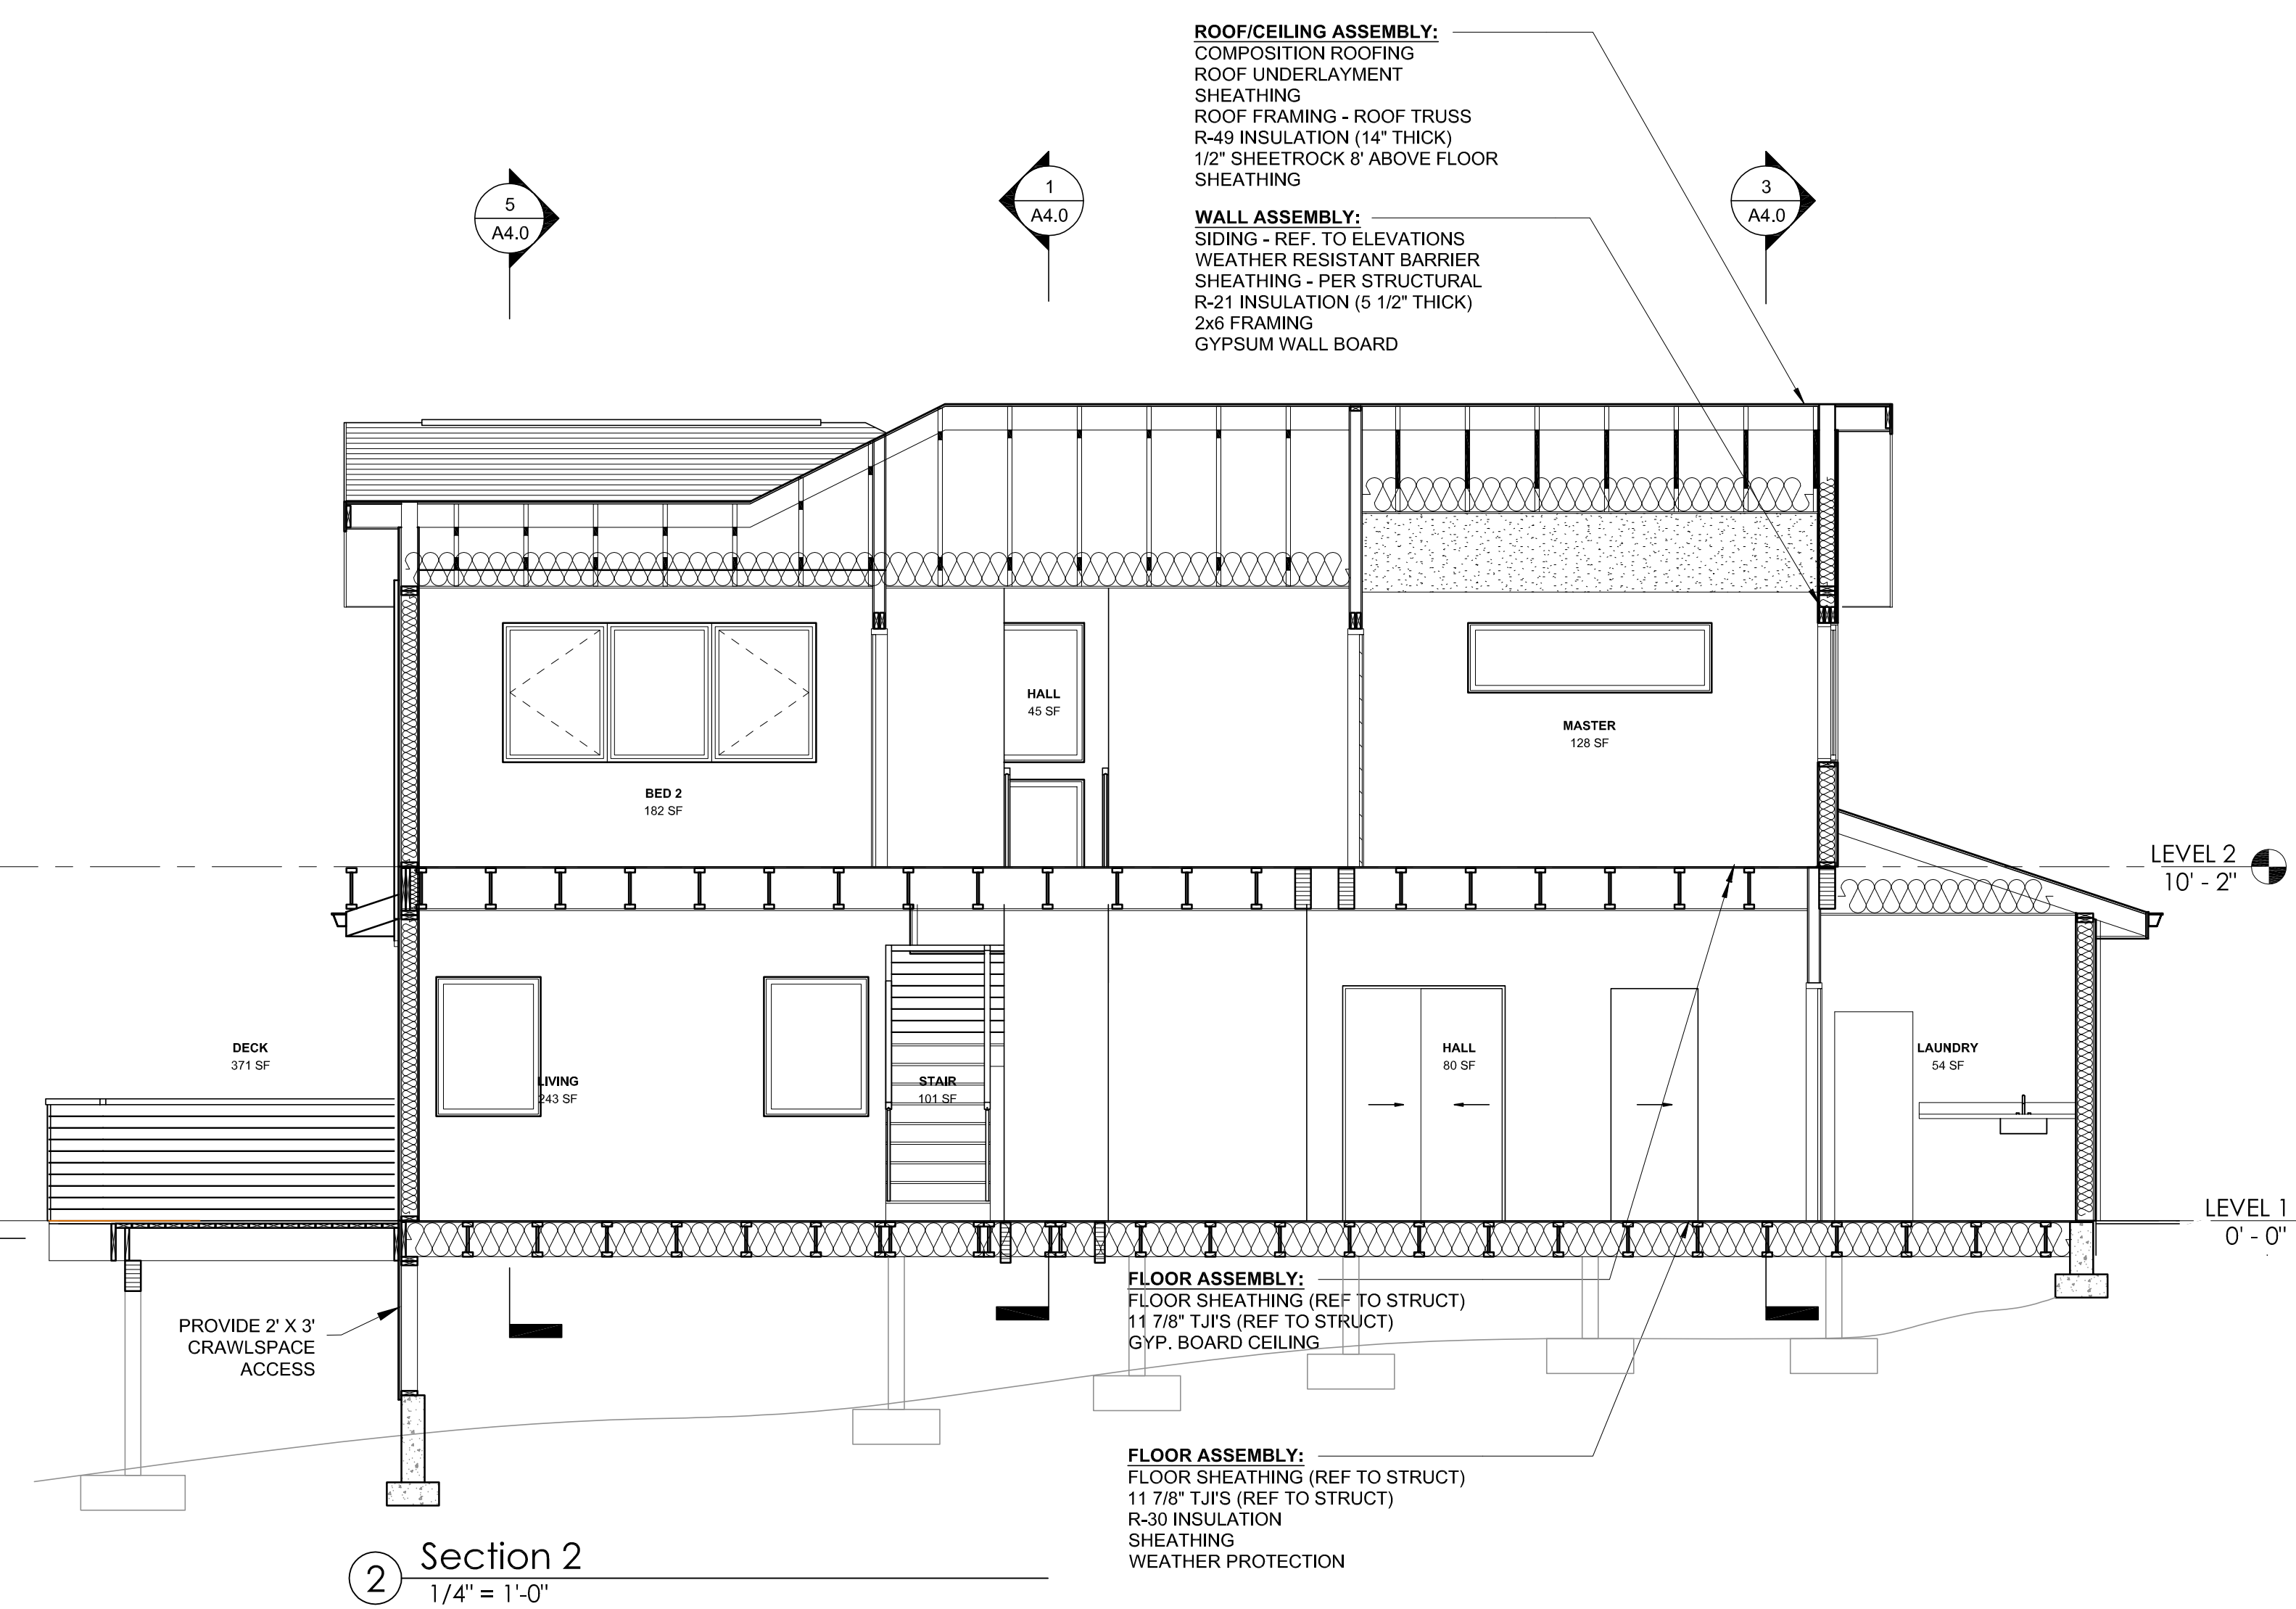 ROOF/CEILING ASSEMBLY:
COMPOSITION ROOFING
ROOF UNDERLAYMENT
SHEATHING
ROOF FRAMING - ROOF TRUSS
R-49 INSULATION (14" THICK)
1/2" SHEETROCK 8' ABOVE FLOOR
SHEATHING
5
A4.0
1
A4.0
3
A4.0
WALL ASSEMBLY:
SIDING - REF. TO ELEVATIONS
WEATHER RESISTANT BARRIER
SHEATHING - PER STRUCTURAL
R-21 INSULATION (5 1/2" THICK)
2x6 FRAMING
GYPSUM WALL BOARD
HALL
45 SF
MASTER
128 SF
BED 2
182 SF
LEVEL 2
10' - 2"
DECK
371 SF
LIVING
243 SF
STAIR
101 SF
HALL
80 SF
LAUNDRY
54 SF
LEVEL 1
0' - 0"
FLOOR ASSEMBLY:
FLOOR SHEATHING (REF TO STRUCT)
11 7/8" TJI'S (REF TO STRUCT)
GYP. BOARD CEILING
PROVIDE 2' X 3'
CRAWLSPACE
ACCESS
FLOOR ASSEMBLY:
FLOOR SHEATHING (REF TO STRUCT)
11 7/8" TJI'S (REF TO STRUCT)
R-30 INSULATION
SHEATHING
WEATHER PROTECTION
2
Section 2
1/4" = 1'-0"